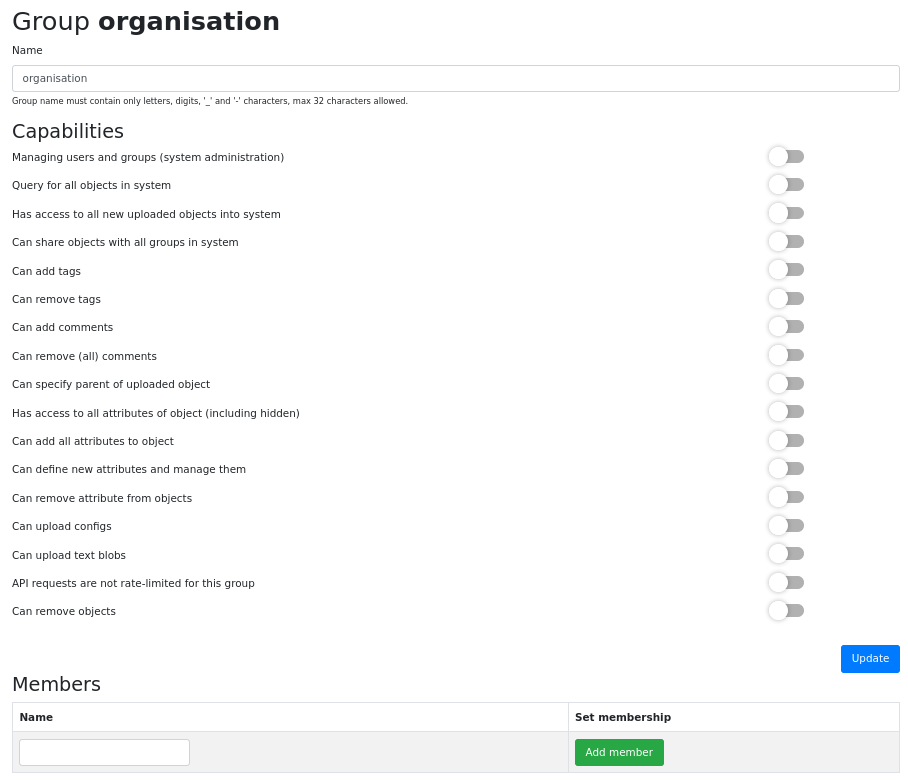 Group organisation
Name
organisation
Group name must contain only letters, digits, '_' and '-' characters, max 32 characters allowed.
Capabilities
Managing users and groups (system administration)
Query for all objects in system
Has access to all new uploaded objects into system
Can share objects with all groups in system
Can add tags
Can remove tags
Can add comments
Can remove (all) comments
Can specify parent of uploaded object
Has access to all attributes of object (including hidden)
Can add all attributes to object
Can define new attributes and manage them
Can remove attribute from objects
Can upload configs
Can upload text blobs
API requests are not rate-limited for this group
Can remove objects
Update
Members
Name Set membership
Add member